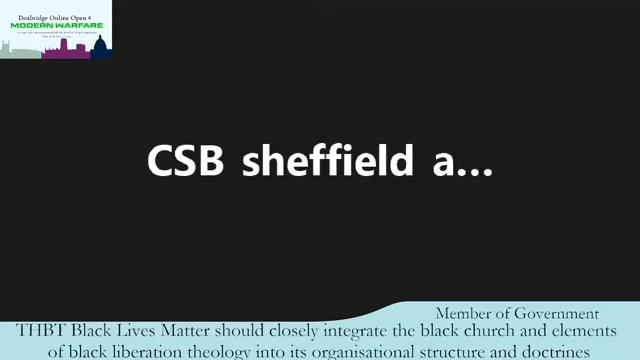 Doxbridge Online Open 4
MODERN WARFARE
CSB sheffield a...
Member of Government
THBT Black Lives Matter should closely integrate the black church and elements
of black liberation theology into its organisational structure and doctrines